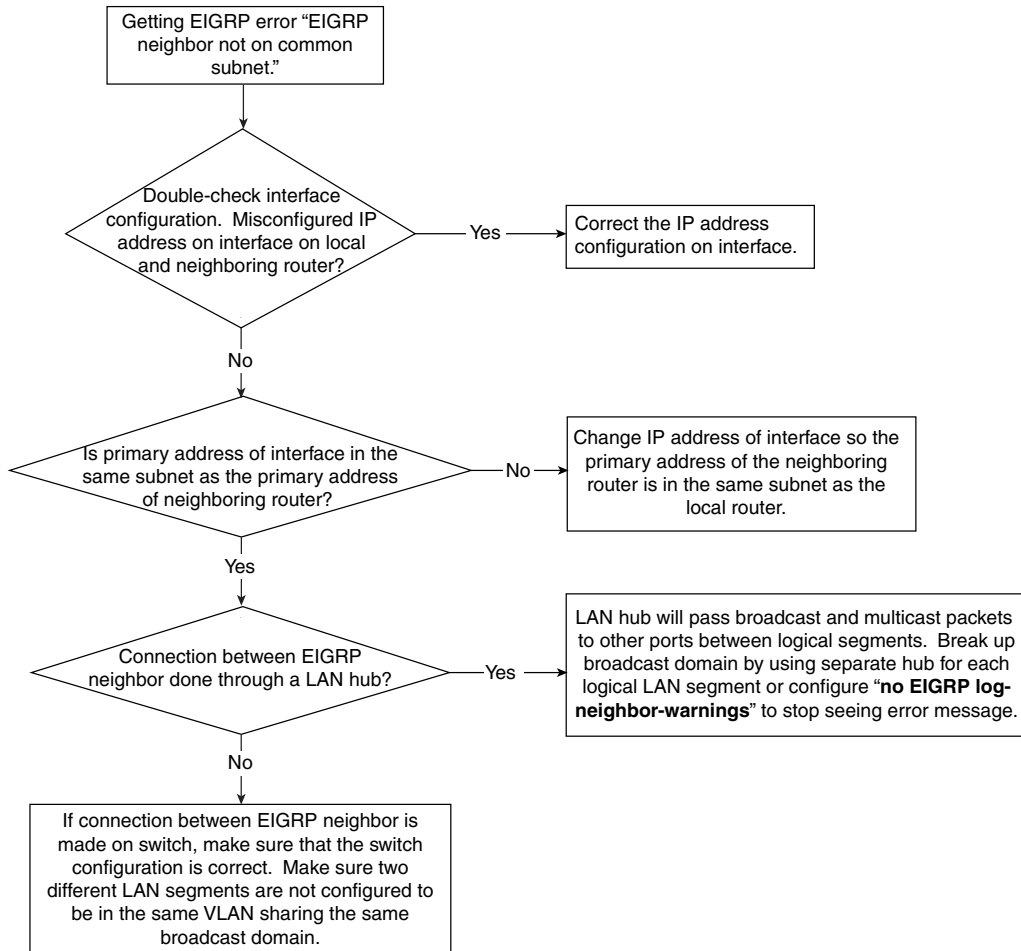 Getting EIGRP error “EIGRP
neighbor not on common
subnet.”
Double-check interface
configuration.  Misconfigured IP
address on interface on local
and neighboring router?
Yes
Correct the IP address
configuration on interface.
No
Is primary address of interface in the
same subnet as the primary address
of neighboring router?
No
Change IP address of interface so the
primary address of the neighboring
router is in the same subnet as the
local router.
Yes
Connection between EIGRP
neighbor done through a LAN hub?
Yes
LAN hub will pass broadcast and multicast packets
to other ports between logical segments.  Break up
broadcast domain by using separate hub for each
logical LAN segment or configure “no EIGRP log-
neighbor-warnings” to stop seeing error message.
No
If connection between EIGRP neighbor is
made on switch, make sure that the switch
configuration is correct.  Make sure two
different LAN segments are not configured to
be in the same VLAN sharing the same
broadcast domain.